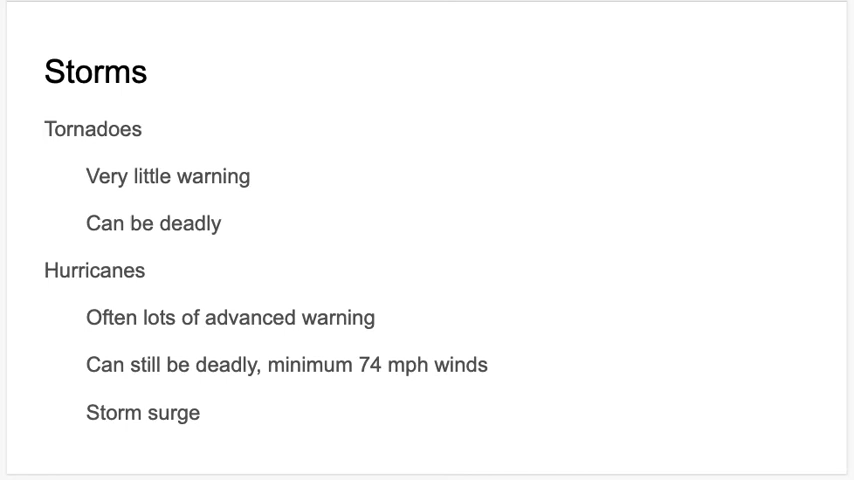 Storms
Tornadoes
Very little warning
Can be deadly
Hurricanes
Often lots of advanced warning
Can still be deadly, minimum 74 mph winds
Storm surge